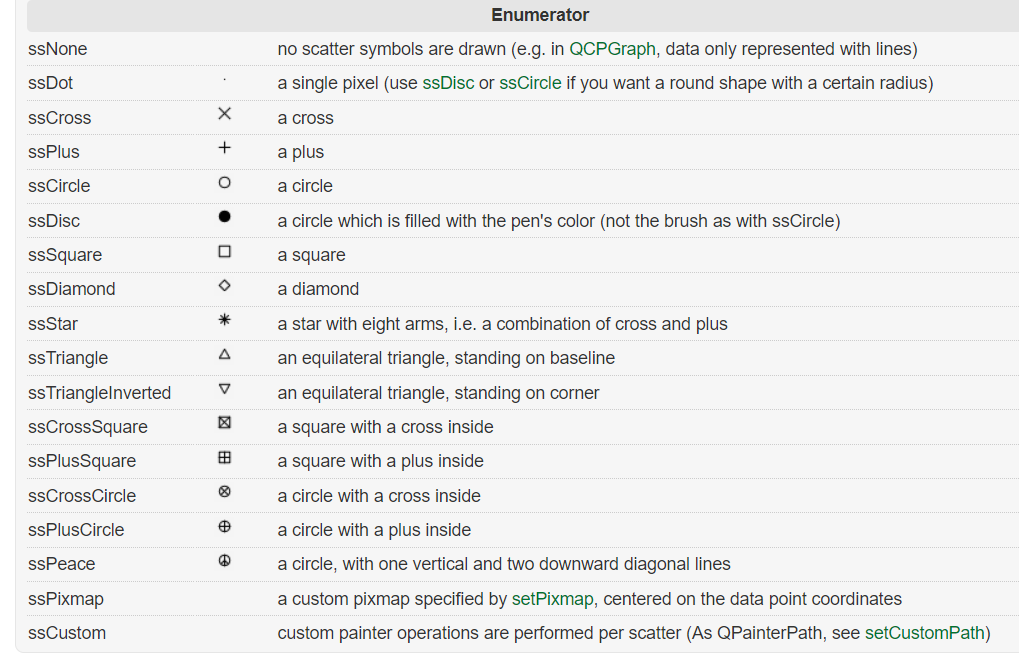 Enumerator
ssNone no scatter symbols are drawn (e.g. in QCPGraph, data only represented with lines)
ssDot a single pixel (use ssDisc or ssCircle if you want a round shape with a certain radius)
ssCross a cross
ssPlus a plus
ssCircle a circle
ssDisc a circle which is filled with the pen's color (not the brush as with ssCircle)
ssSquare a square
ssDiamond a diamond
ssStar a star with eight arms, i.e. a combination of cross and plus
ssTriangle an equilateral triangle, standing on baseline
ssTriangleInverted an equilateral triangle, standing on corner
ssCrossSquare a square with a cross inside
ssPlusSquare a square with a plus inside
ssCrossCircle a circle with a cross inside
ssPlusCircle a circle with a plus inside
ssPeace a circle, with one vertical and two downward diagonal lines
ssPixmap a custom pixmap specified by setPixmap, centered on the data point coordinates
ssCustom custom painter operations are performed per scatter (As QPainterPath, see setCustomPath)